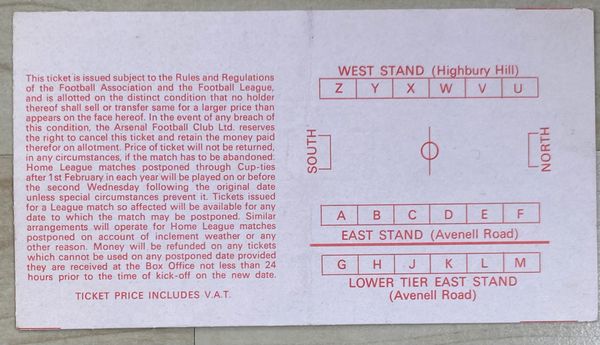 This ticket is issued subject to the Rules and Regulations
of the Football Association and the Football League,
and is allotted on the distinct condition that no holder
thereof shall sell or transfer same for a larger price than
appears on the face hereof. In the event of any breach of
this condition, the Arsenal Football Club Ltd. reserves
the right to cancel this ticket and retain the money paid
therefor on allotment. Price of ticket will not be returned,
in any circumstances, if the match has to be abandoned.
Home League matches postponed through Cup-ties
after 1st February in each year will be played on or before
the second Wednesday following the original date
unless special circumstances prevent it. Tickets issued
for a League match so affected will be available for any
date to which the match may be postponed. Similar
arrangements will operate for Home League matches
postponed on account of inclement weather or any
other reason. Money will be refunded on any tickets
which cannot be used on any postponed date provided
they are received at the Box Office not less than 24
hours prior to the time of kick-off on the new date.
TICKET PRICE INCLUDES V.A.T.
WEST STAND (Highbury Hill)
Z Y X W V U
SOUTH
NORTH
A B C D E F
EAST STAND (Avenell Road)
G H J K L M
LOWER TIER EAST STAND
(Avenell Road)